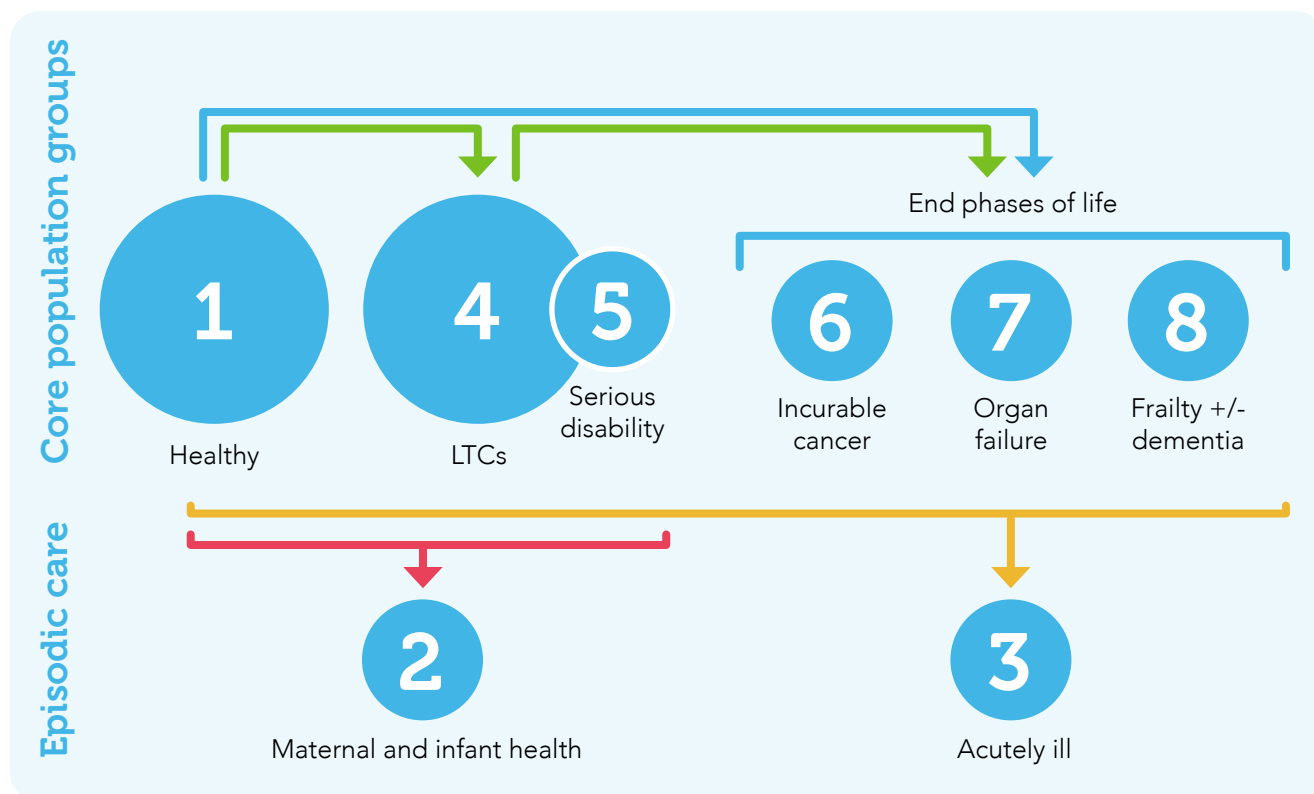 Core population groups
End phases of life
1
4
5
6
7
8
Serious
disability
Healthy
LTCs
Incurable
cancer
Organ
failure
Frailty +/-
dementia
Episodic care
2
3
Maternal and infant health
Acutely ill